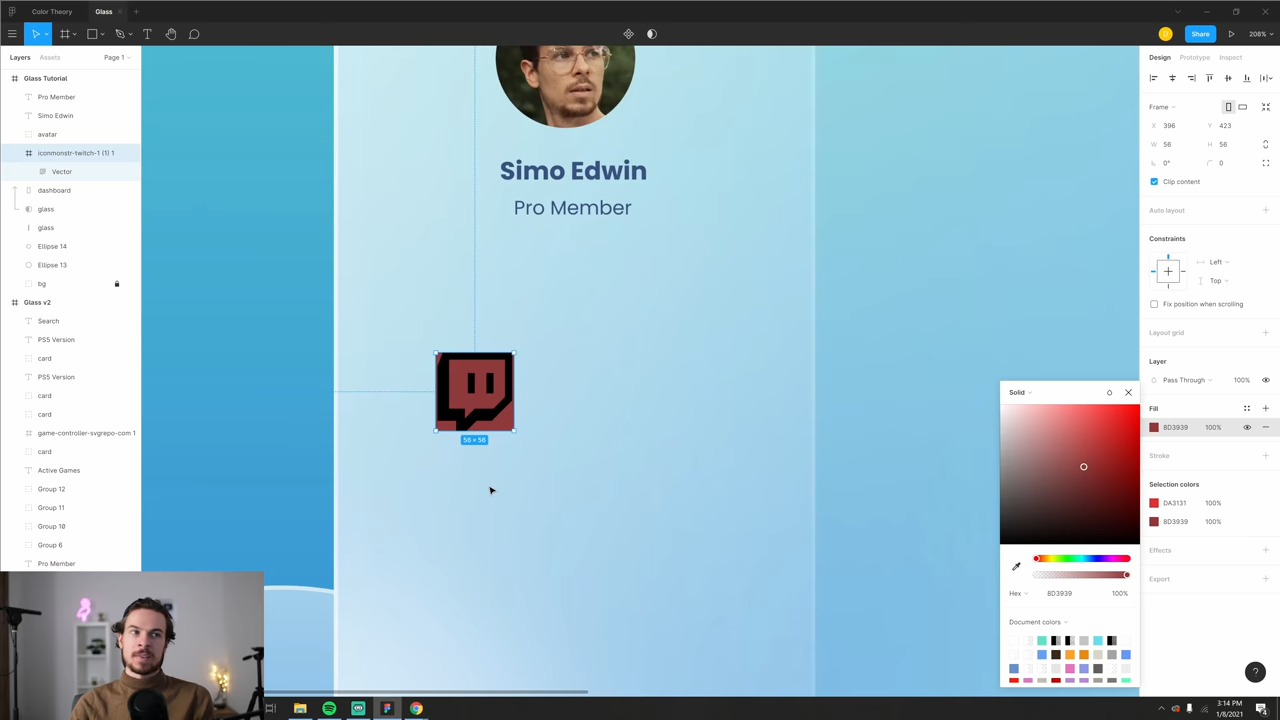 Color Theory
Glass
Share
208%
Layers
Assets
Page 1
Glass Tutorial
Pro Member
Simo Edwin
avatar
iconmonstr-twitch-1 (1) 1
Vector
dashboard
glass
glass
Ellipse 14
Ellipse 13
bg
Glass v2
Search
PS5 Version
card
PS5 Version
card
card
game-controller-svgrepo-com 1
card
Active Games
Group 12
Group 11
Group 10
Group 6
Pro Member
Simo Edwin
Pro Member
56 × 56
Design
Prototype
Inspect
Frame
X 396
Y 423
W 56
H 56
0°
0
Clip content
Auto layout
Constraints
Left
Top
Fix position when scrolling
Layout grid
Layer
Pass Through
100%
Fill
8D3939
100%
Stroke
Selection colors
DA3131
100%
8D3939
100%
Effects
Export
Solid
Hex
8D3939
100%
Document colors
?
3:14 PM
1/8/2021
4